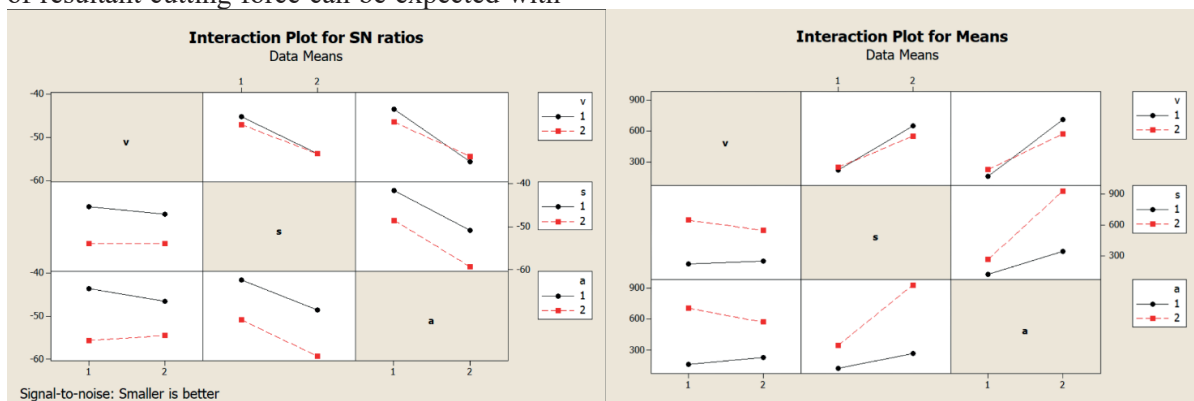 of resultant cutting force can be expected with
Interaction Plot for SN ratios
Data Means
1 2
-40
-50
-60
v
v
1
2
-40
-50
-60
s
s
1
2
-40
-50
-60
a
a
1
2
1 2 1 2
Signal-to-noise: Smaller is better
Interaction Plot for Means
Data Means
1 2
900
600
300
v
v
1
2
s
900
600
300
s
1
2
900
600
300
a
a
1
2
1 2 1 2